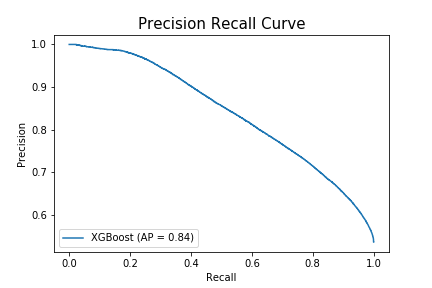 Precision Recall Curve
1.0
0.9
0.8
0.7
0.6
Precision
XGBoost (AP = 0.84)
0.0 0.2 0.4 0.6 0.8 1.0
Recall